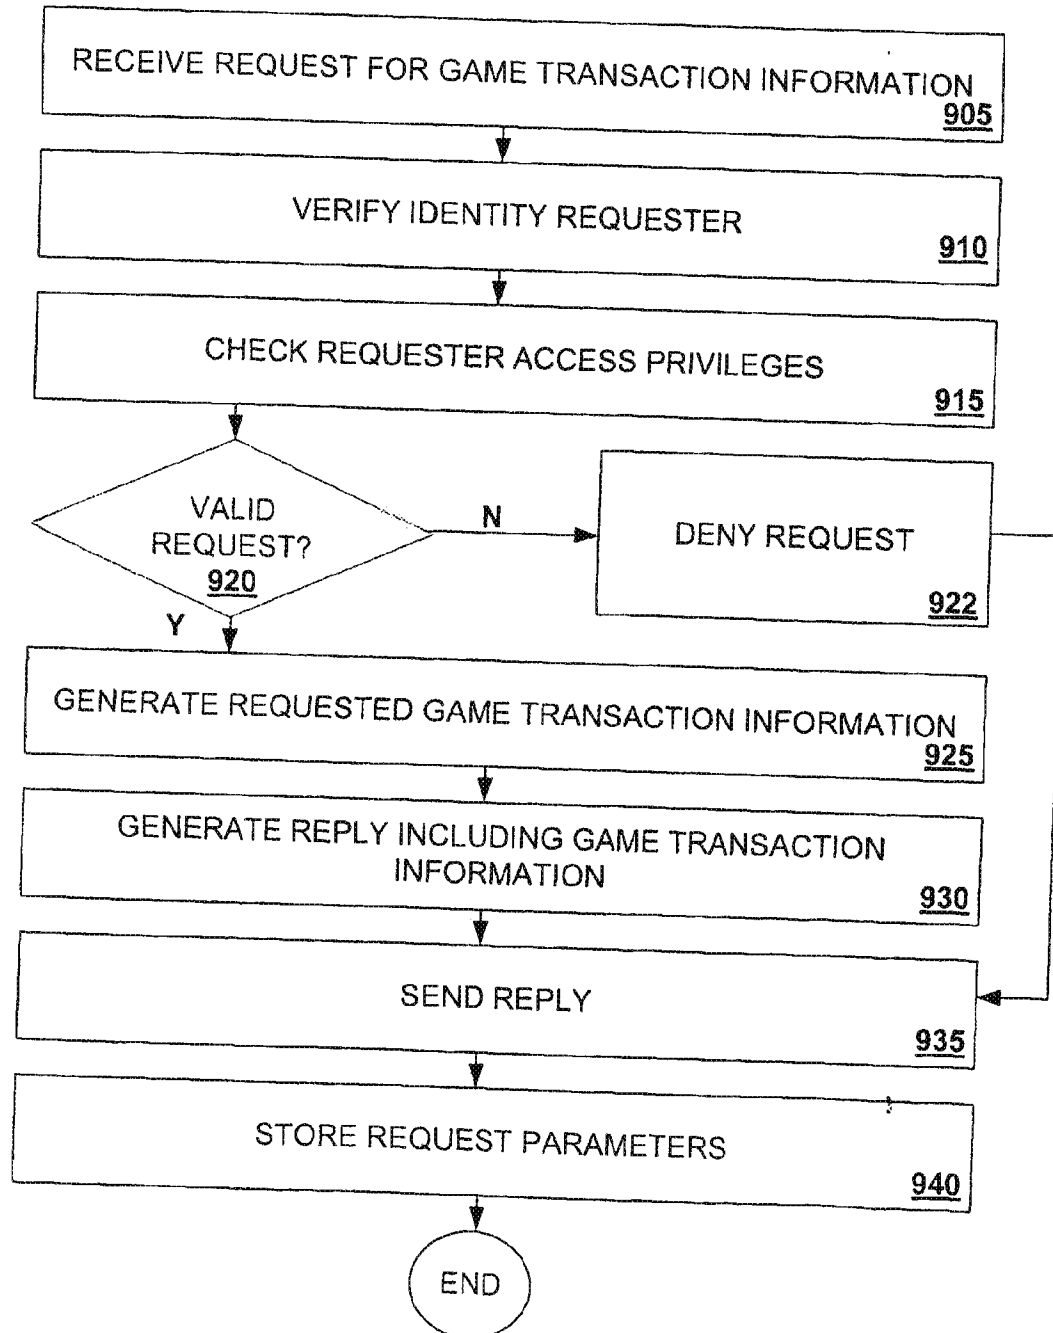 RECEIVE REQUEST FOR GAME TRANSACTION INFORMATION
905
VERIFY IDENTITY REQUESTER
910
CHECK REQUESTER ACCESS PRIVILEGES
915
VALID
REQUEST?
920
N
DENY REQUEST
922
Y
GENERATE REQUESTED GAME TRANSACTION INFORMATION
925
GENERATE REPLY INCLUDING GAME TRANSACTION
INFORMATION
930
SEND REPLY
935
STORE REQUEST PARAMETERS
940
END